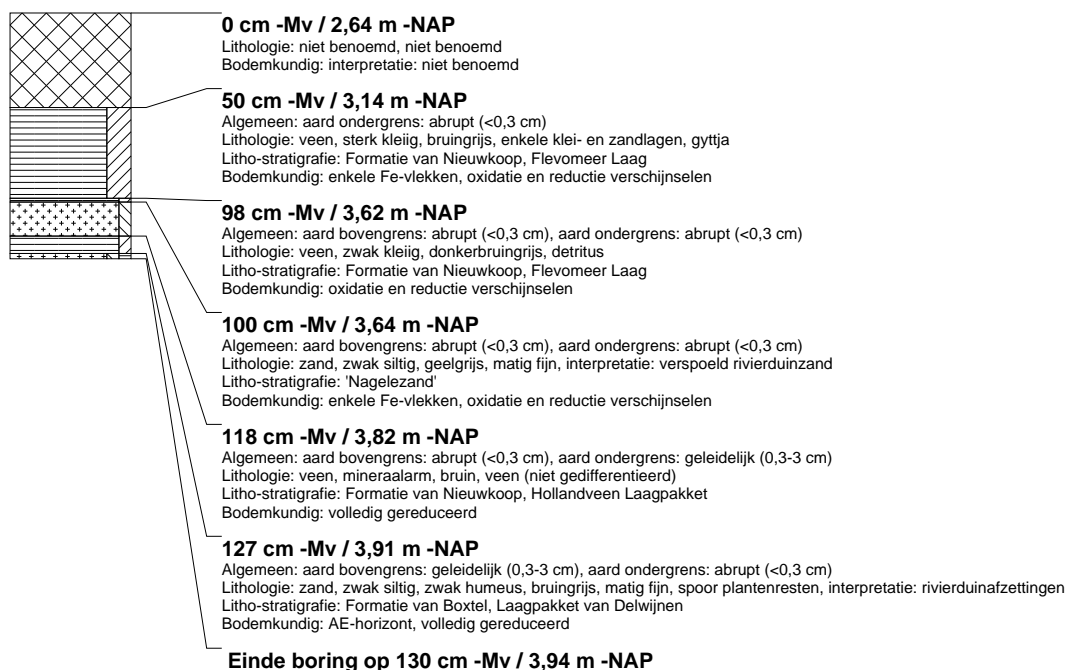 0 cm -Mv / 2,64 m -NAP
Lithologie: niet benoemd, niet benoemd
Bodemkundig: interpretatie: niet benoemd
50 cm -Mv / 3,14 m -NAP
Algemeen: aard ondergrens: abrupt (<0,3 cm)
Lithologie: veen, sterk kleiig, bruingrijs, enkele klei- en zandlagen, gyttja
Litho-stratigrafie: Formatie van Nieuwkoop, Flevomeer Laag
Bodemkundig: enkele Fe-vlekken, oxidatie en reductie verschijnselen
98 cm -Mv / 3,62 m -NAP
Algemeen: aard bovengrens: abrupt (<0,3 cm), aard ondergrens: abrupt (<0,3 cm)
Lithologie: veen, zwak kleiig, donkerbruingrijs, detritus
Litho-stratigrafie: Formatie van Nieuwkoop, Flevomeer Laag
Bodemkundig: oxidatie en reductie verschijnselen
100 cm -Mv / 3,64 m -NAP
Algemeen: aard bovengrens: abrupt (<0,3 cm), aard ondergrens: abrupt (<0,3 cm)
Lithologie: zand, zwak siltig, geelgrijs, matig fijn, interpretatie: verspoeld rivierduinzand
Litho-stratigrafie: 'Nagelezand'
Bodemkundig: enkele Fe-vlekken, oxidatie en reductie verschijnselen
118 cm -Mv / 3,82 m -NAP
Algemeen: aard bovengrens: abrupt (<0,3 cm), aard ondergrens: geleidelijk (0,3-3 cm)
Lithologie: veen, mineraalarm, bruin, veen (niet gedifferentieerd)
Litho-stratigrafie: Formatie van Nieuwkoop, Hollandveen Laagpakket
Bodemkundig: volledig gereduceerd
127 cm -Mv / 3,91 m -NAP
Algemeen: aard bovengrens: geleidelijk (0,3-3 cm), aard ondergrens: abrupt (<0,3 cm)
Lithologie: zand, zwak siltig, zwak humeus, bruingrijs, matig fijn, spoor plantenresten, interpretatie: rivierduinafzettingen
Litho-stratigrafie: Formatie van Boxtel, Laagpakket van Delwijnen
Bodemkundig: AE-horizont, volledig gereduceerd
Einde boring op 130 cm -Mv / 3,94 m -NAP